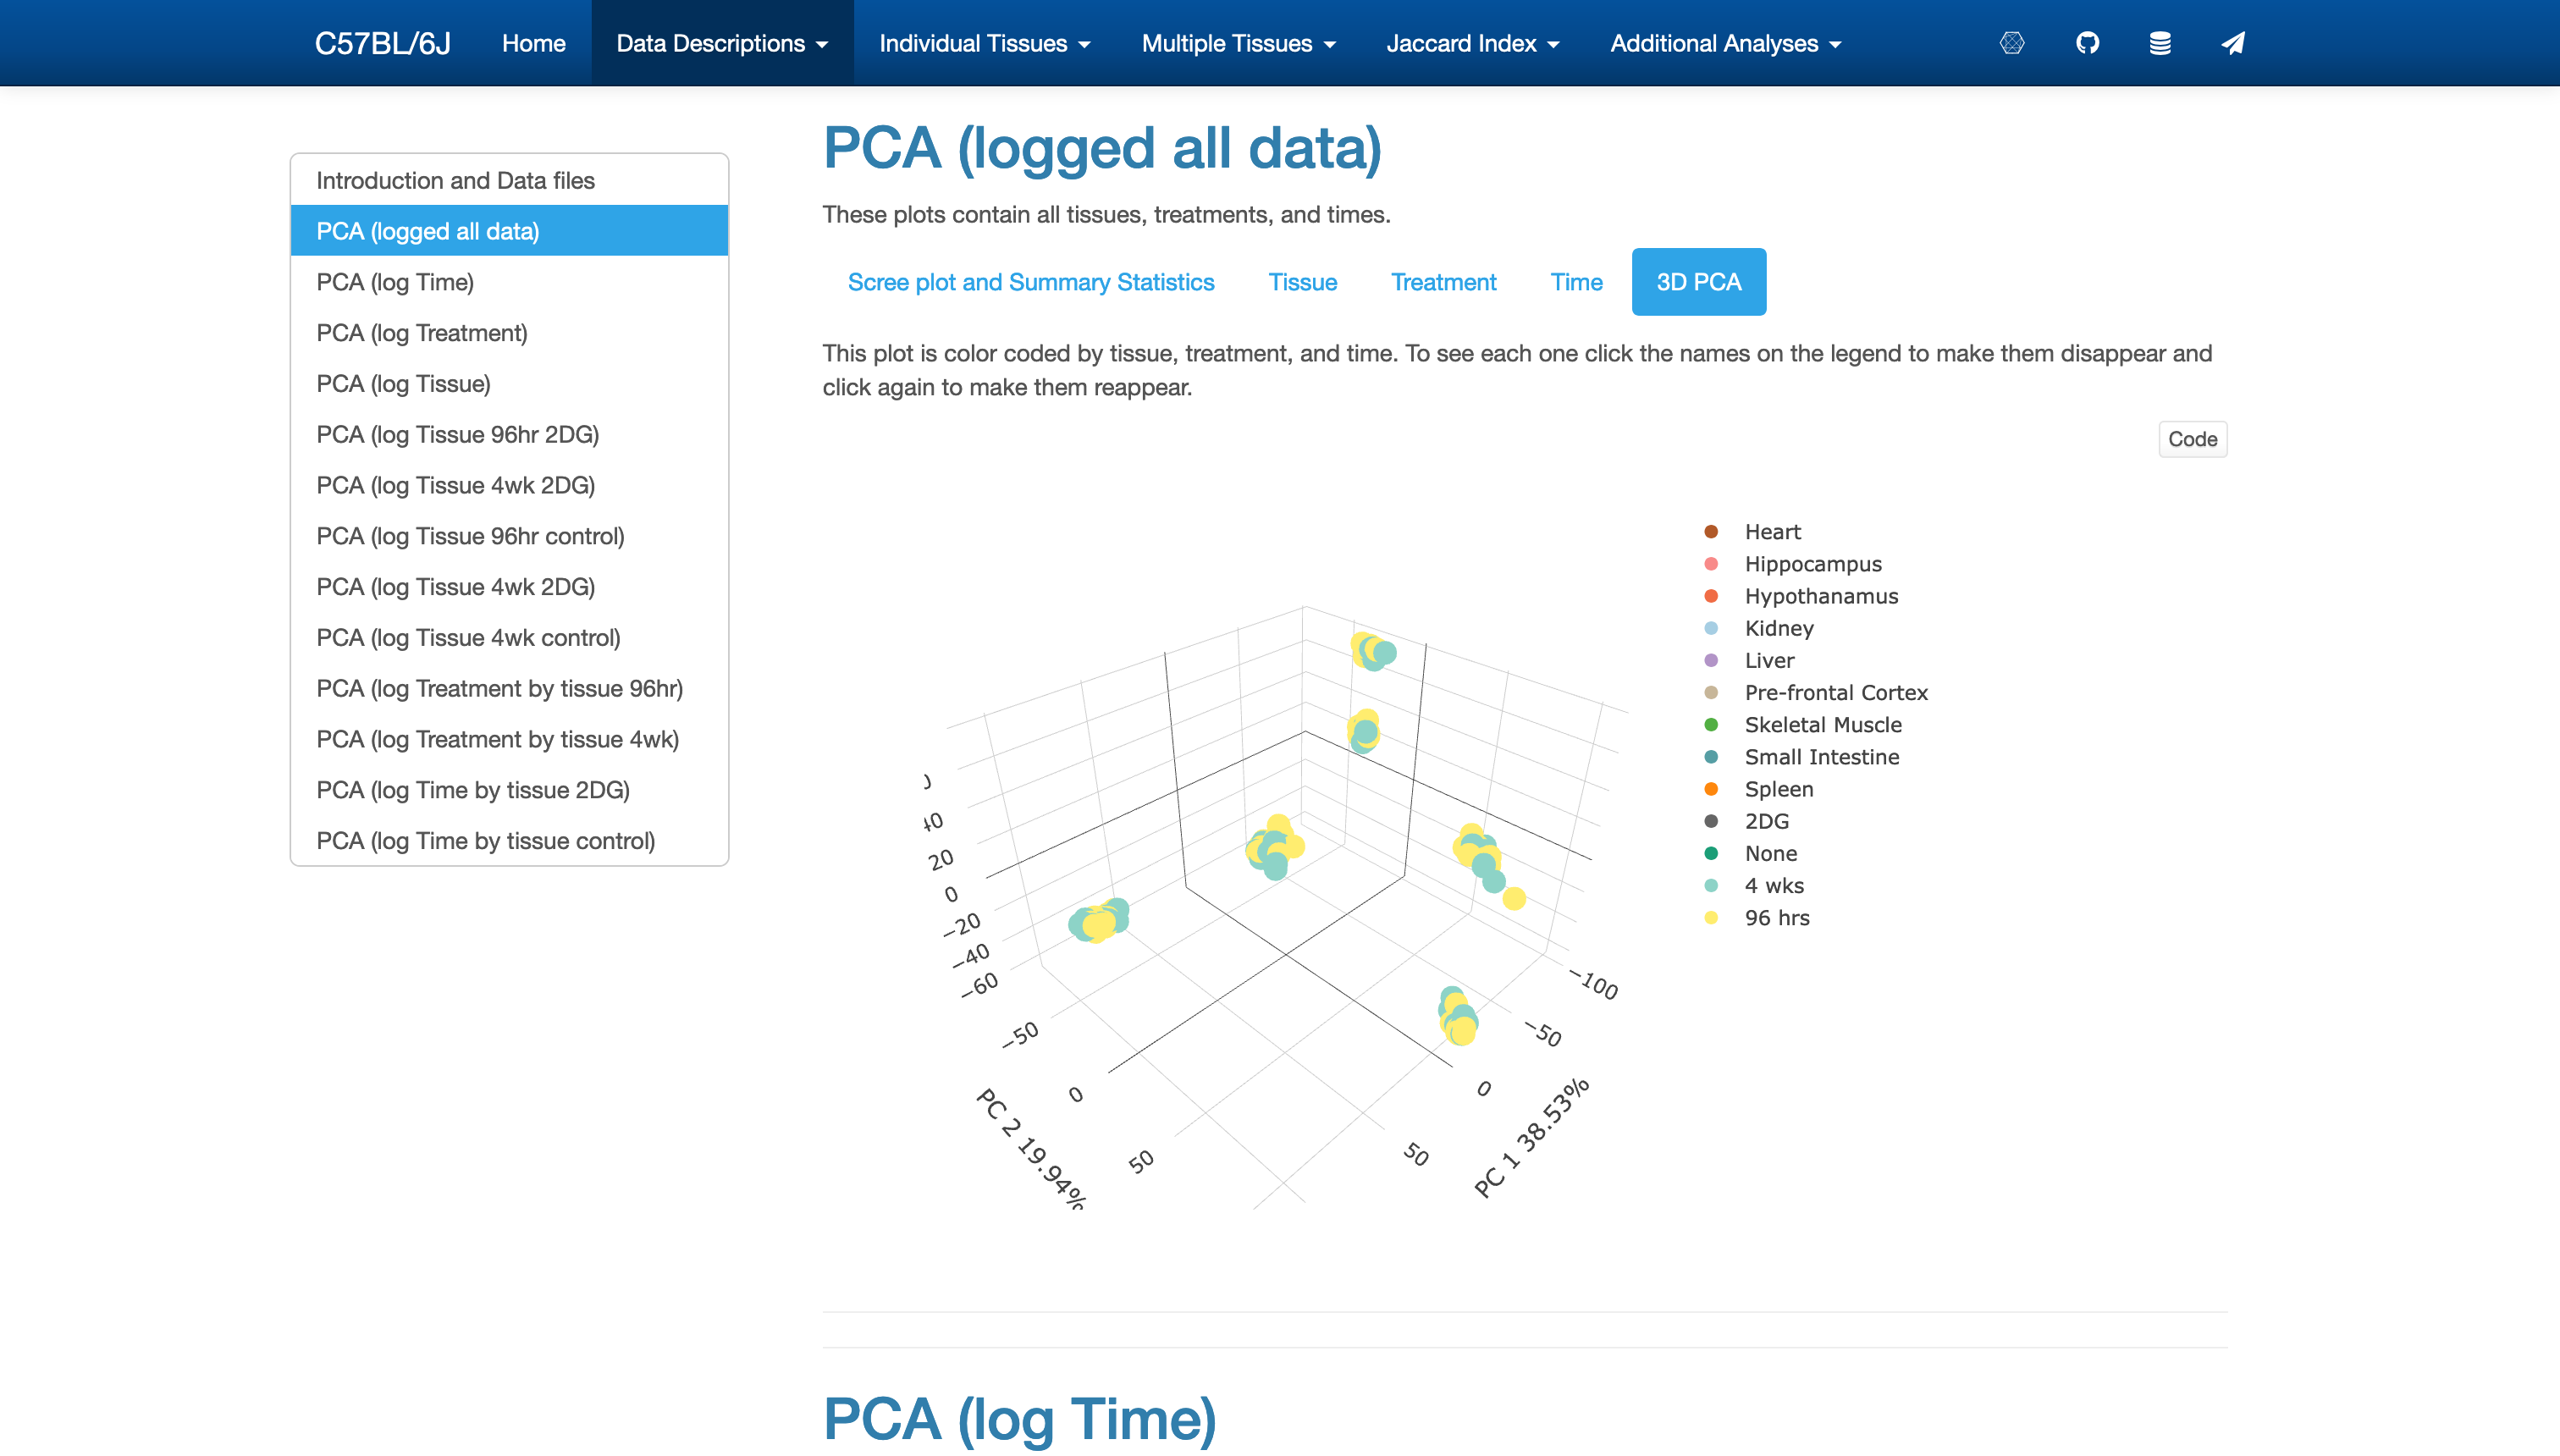 C57BL/6J
Home
Data Descriptions
Individual Tissues
Multiple Tissues
Jaccard Index
Additional Analyses
Introduction and Data files
PCA (logged all data)
PCA (log Time)
PCA (log Treatment)
PCA (log Tissue)
PCA (log Tissue 96hr 2DG)
PCA (log Tissue 4wk 2DG)
PCA (log Tissue 96hr control)
PCA (log Tissue 4wk 2DG)
PCA (log Tissue 4wk control)
PCA (log Treatment by tissue 96hr)
PCA (log Treatment by tissue 4wk)
PCA (log Time by tissue 2DG)
PCA (log Time by tissue control)
PCA (logged all data)
These plots contain all tissues, treatments, and times.
Scree plot and Summary Statistics
Tissue
Treatment
Time
3D PCA
This plot is color coded by tissue, treatment, and time. To see each one click the names on the legend to make them disappear and
click again to make them reappear.
Code
40
20
0
−20
−40
−60
−50
0
50
PC 2 19.94%
−100
−50
0
50
PC 1 38.53%
Heart
Hippocampus
Hypothanamus
Kidney
Liver
Pre-frontal Cortex
Skeletal Muscle
Small Intestine
Spleen
2DG
None
4 wks
96 hrs
PCA (log Time)